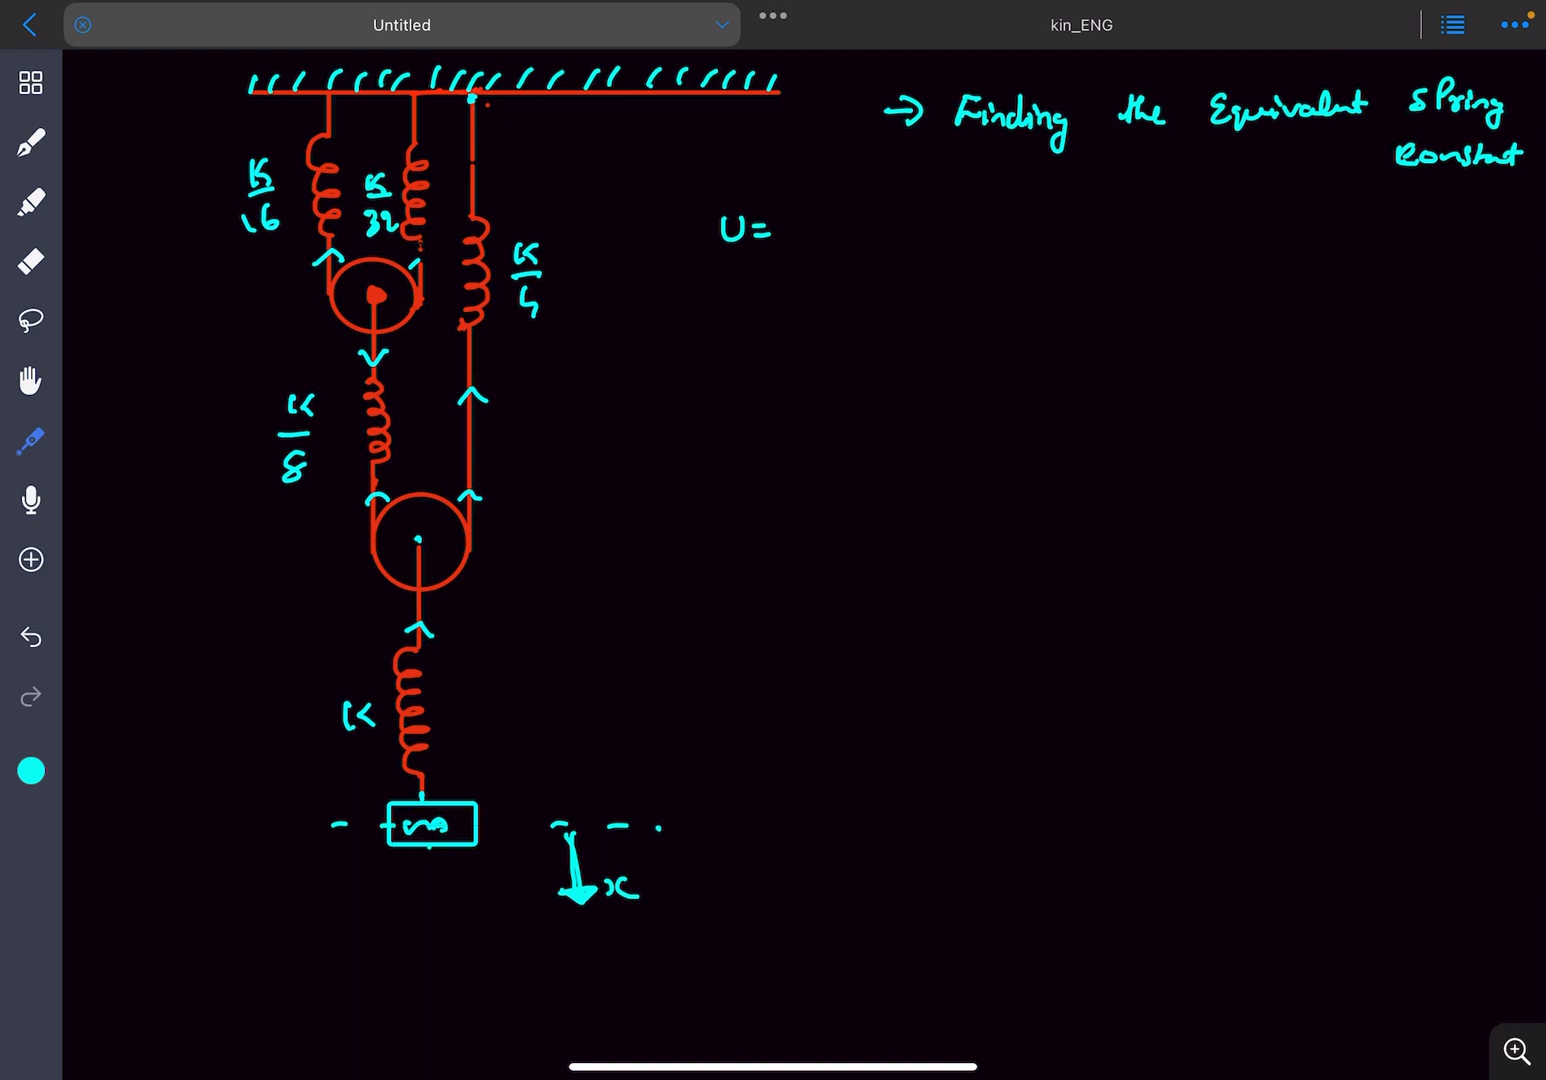 Untitled
kin_ENG
→ Finding the Equivalent Spring
Constant
K/16
K/32
K/4
U=
K/8
K
m
x